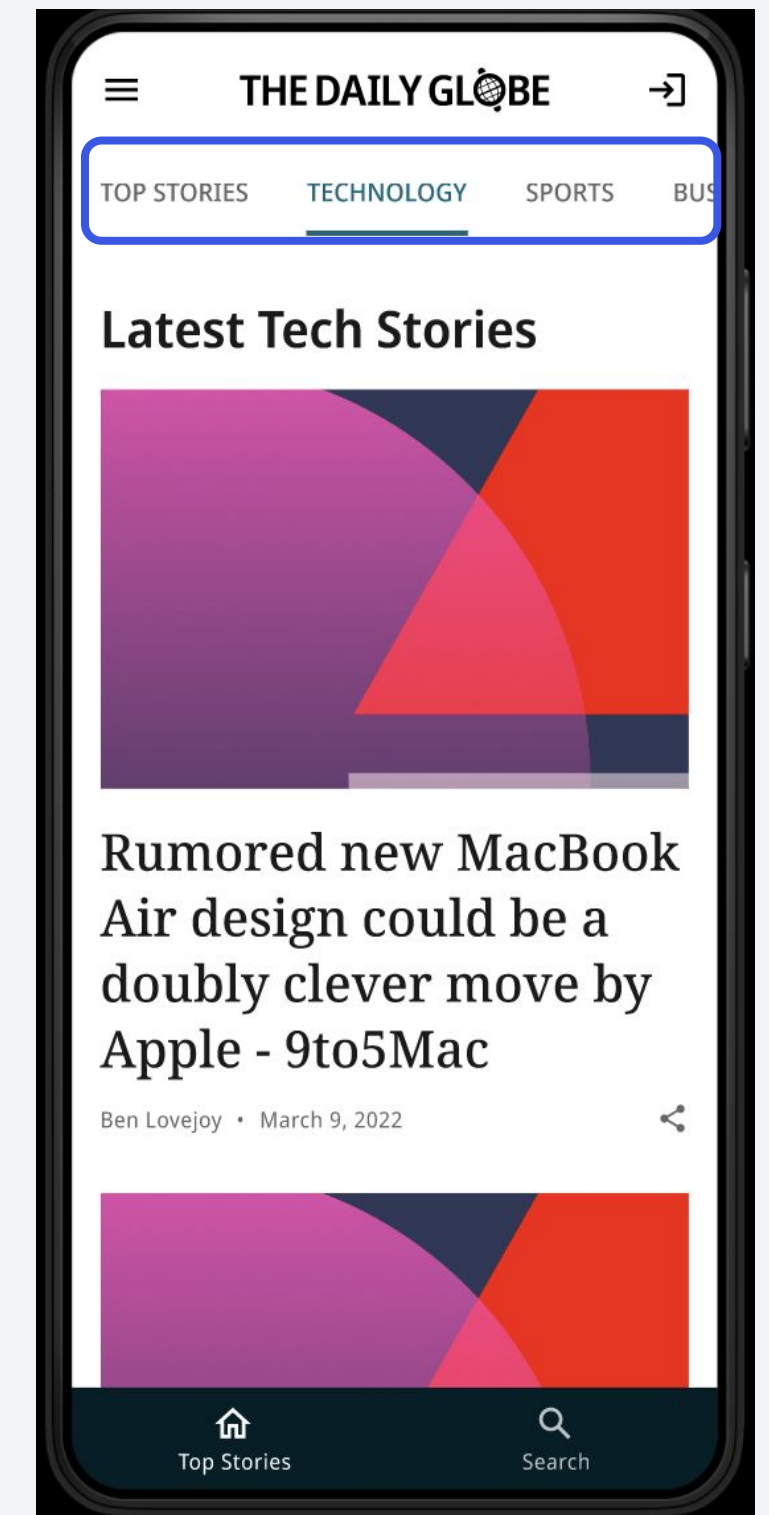 THE DAILY GLOBE
TOP STORIES TECHNOLOGY SPORTS BUS
Latest Tech Stories
Rumored new MacBook
Air design could be a
doubly clever move by
Apple - 9to5Mac
Ben Lovejoy • March 9, 2022
Top Stories Search